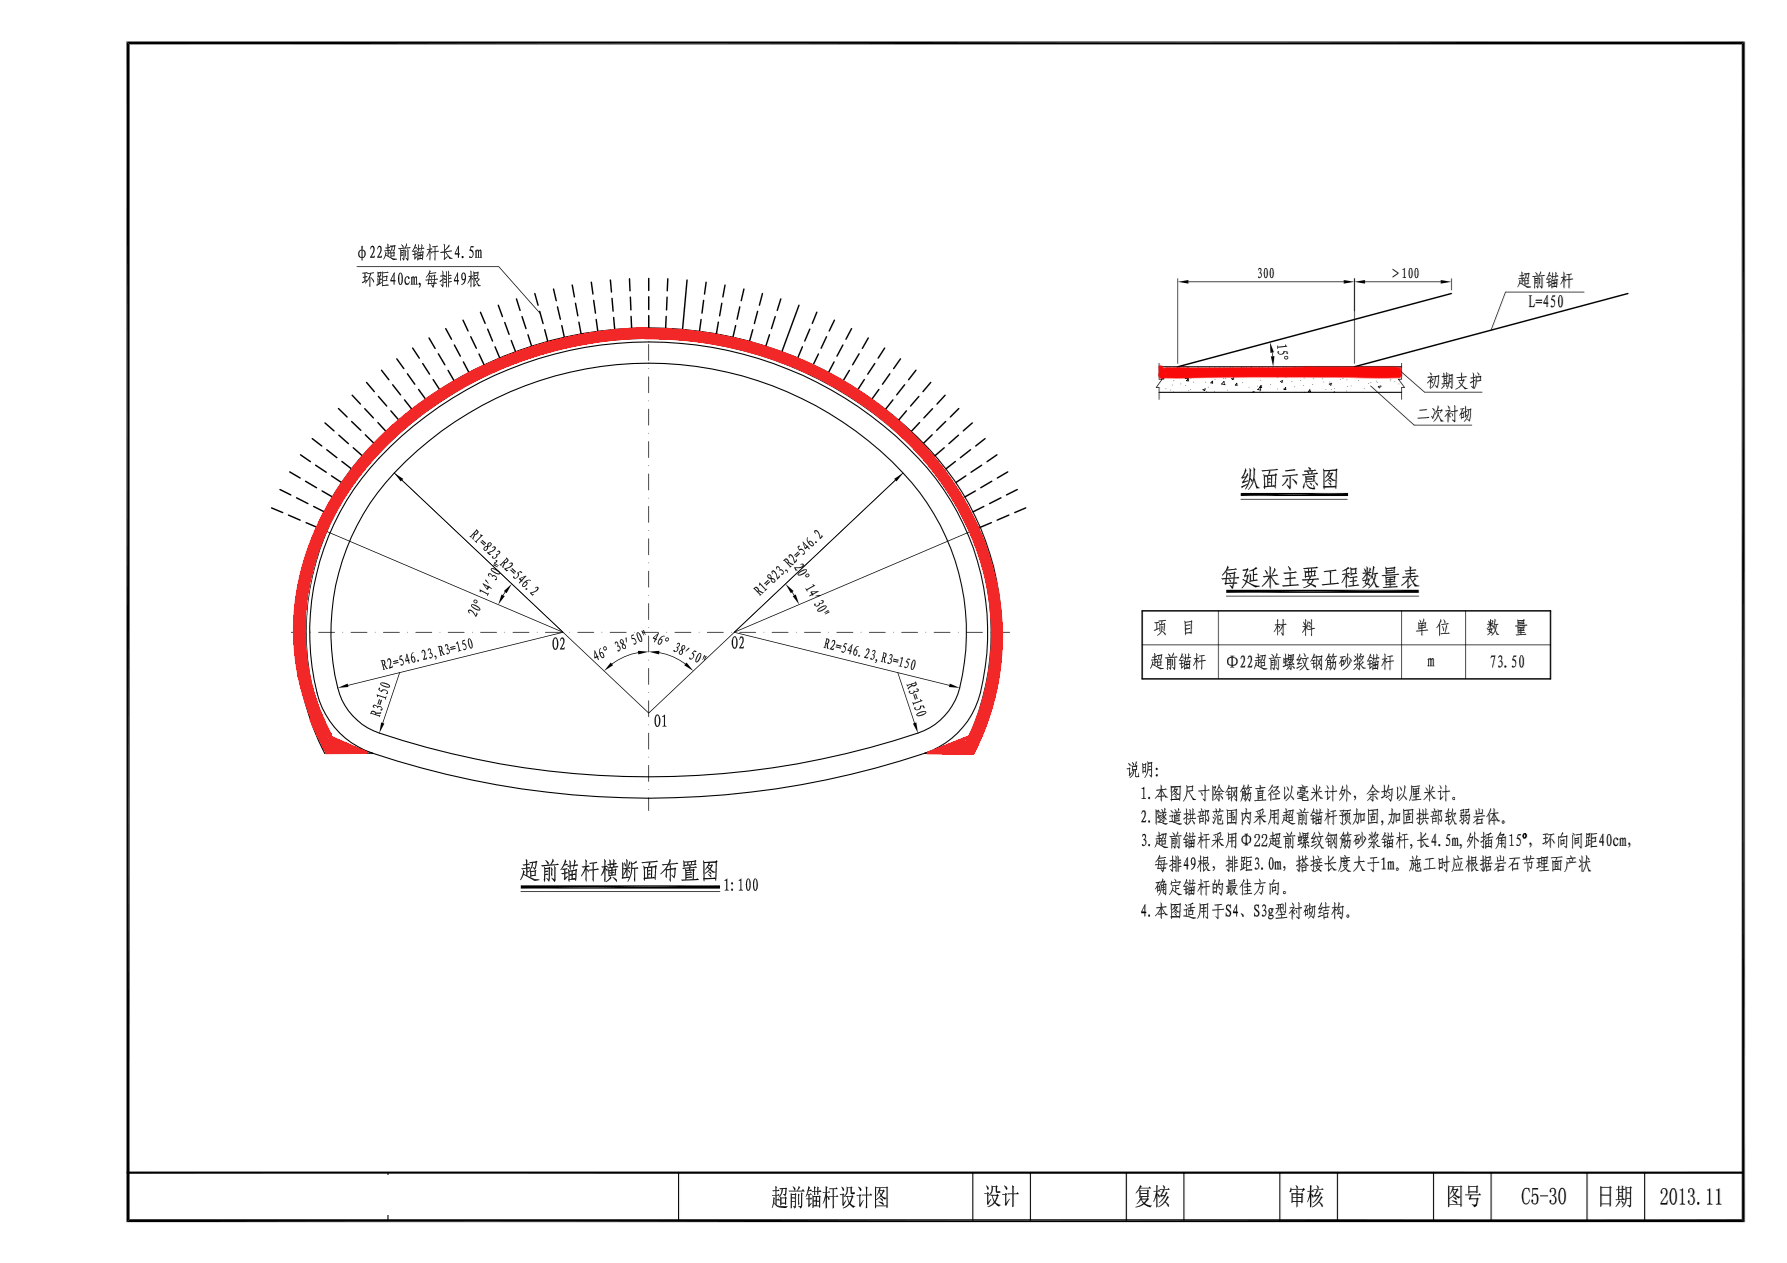 φ22超前锚杆长4.5m
环距40cm,每排49根
R1=823,R2=546.2
20° 14′30″
R1=823,R2=546.2
20° 14′30″
O2
O2
46° 38′50″
46° 38′50″
R2=546.23,R3=150
R2=546.23,R3=150
R3=150
R3=150
O1
超前锚杆横断面布置图 1:100
300
>100
超前锚杆
L=450
15°
初期支护
二次衬砌
纵面示意图
每延米主要工程数量表
项 目 材 料 单 位 数 量
超前锚杆 Φ22超前螺纹钢筋砂浆锚杆 m 73.50
说明:
1.本图尺寸除钢筋直径以毫米计外，余均以厘米计。
2.隧道拱部范围内采用超前锚杆预加固,加固拱部软弱岩体。
3.超前锚杆采用Φ22超前螺纹钢筋砂浆锚杆,长4.5m,外插角15°，环向间距40cm，
每排49根，排距3.0m，搭接长度大于1m。施工时应根据岩石节理面产状
确定锚杆的最佳方向。
4.本图适用于S4、S3g型衬砌结构。
超前锚杆设计图 设计 复核 审核 图号 C5-30 日期 2013.11